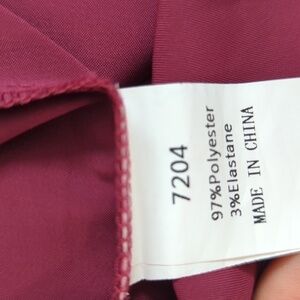 7204
97%Polyester
3%Elastane
MADE IN CHINA